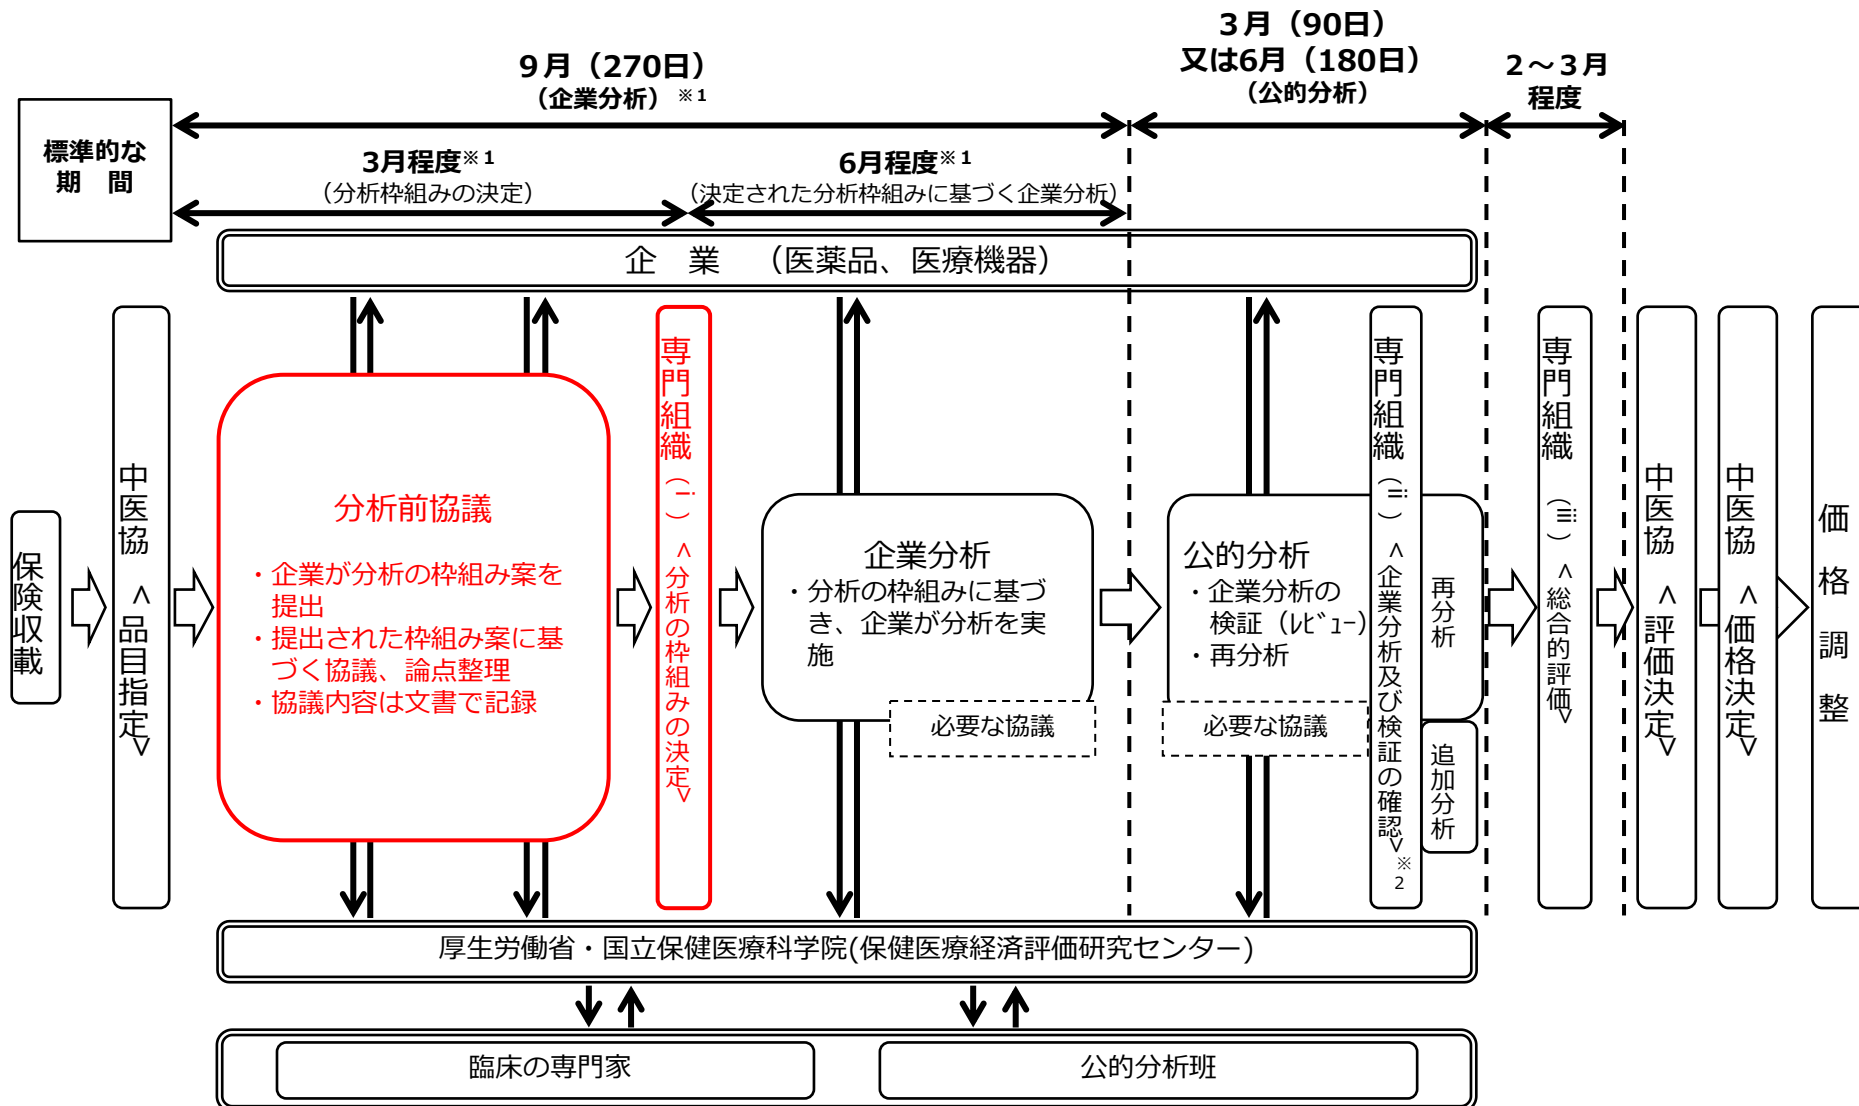 標準的な
期　間
９月（270日）
（企業分析）※1
３月（90日）
又は6月（180日）
（公的分析）
２～３月
程度
3月程度※1
（分析枠組みの決定）
6月程度※1
（決定された分析枠組みに基づく企業分析）
企　業　（医薬品、医療機器）
保険収載
中医協　＜品目指定＞
分析前協議
・企業が分析の枠組み案を
提出
・提出された枠組み案に基
づく協議、論点整理
・協議内容は文書で記録
専門組織（ⅰ）＜分析の枠組みの決定＞
企業分析
・分析の枠組みに基づ
き、企業が分析を実
施
必要な協議
公的分析
・企業分析の
検証（ﾚﾋﾞｭｰ）
・再分析
必要な協議
専門組織（ⅱ）＜企業分析及び検証の確認＞※2
再分析
追加分析
専門組織　（ⅲ）＜総合的評価＞
中医協　＜評価決定＞
中医協　＜価格決定＞
価格調整
厚生労働省・国立保健医療科学院(保健医療経済評価研究センター)
臨床の専門家
公的分析班